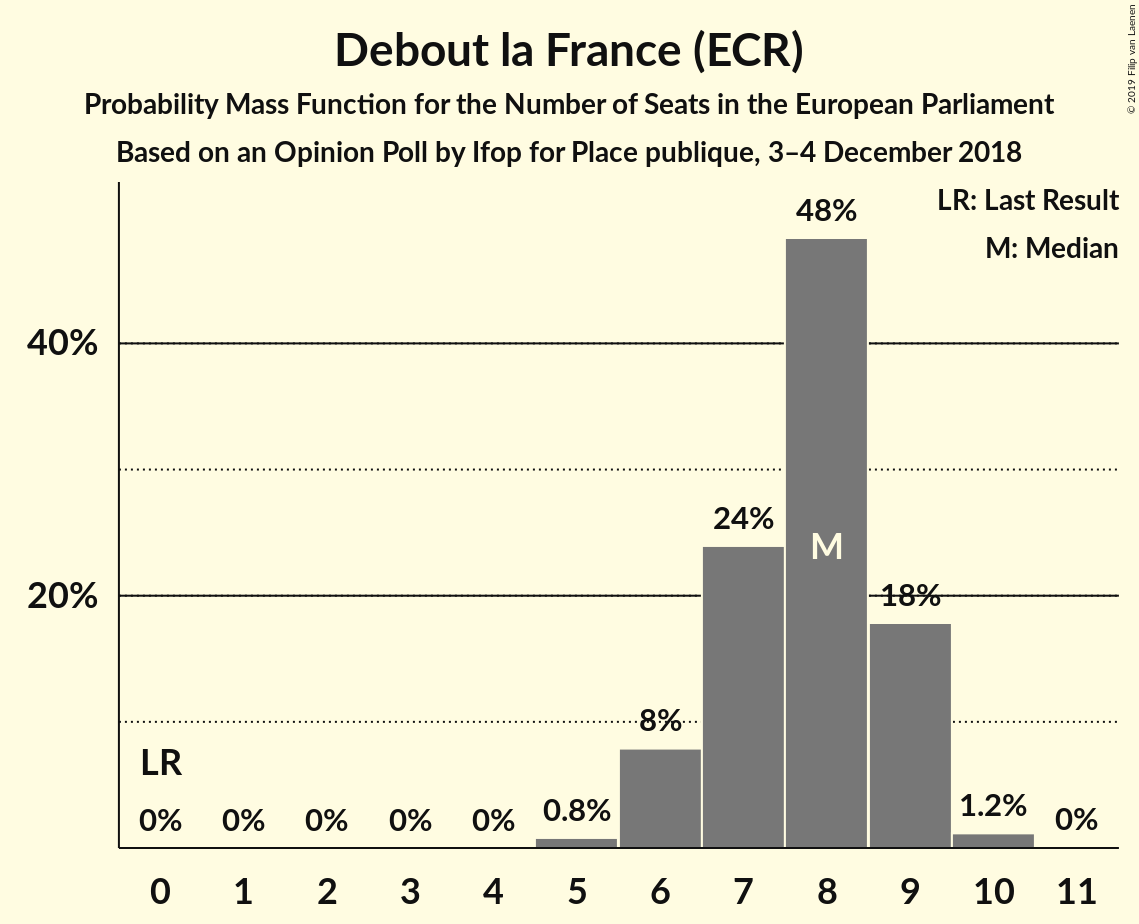 Debout la France (ECR)
Probability Mass Function for the Number of Seats in the European Parliament
Based on an Opinion Poll by Ifop for Place publique, 3–4 December 2018
© 2019 Filip van Laenen
LR: Last Result
M: Median
48%
40%
24%
M
20%
18%
8%
LR
0% 0% 0% 0% 0% 0.8% 1.2% 0%
0 1 2 3 4 5 6 7 8 9 10 11